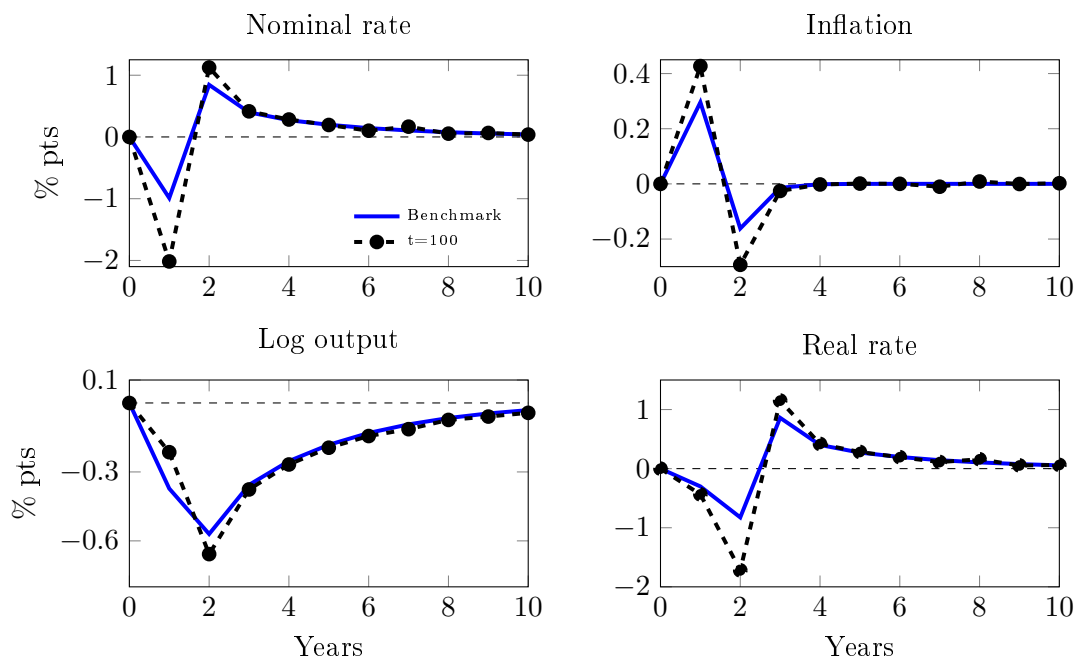 Nominal rate
% pts
1
0
−1
−2
0 2 4 6 8 10
Benchmark
t=100
Inflation
0.4
0.2
0
−0.2
0 2 4 6 8 10
Log output
% pts
0.1
−0.3
−0.6
0 2 4 6 8 10
Years
Real rate
1
0
−1
−2
0 2 4 6 8 10
Years